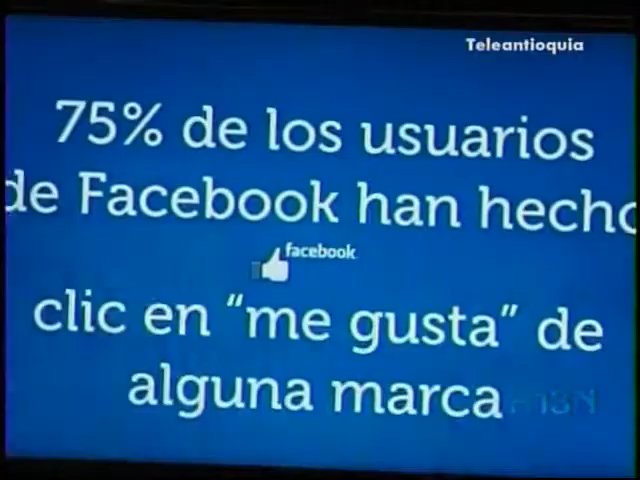 Teleantioquia
75% de los usuarios
de Facebook han hecho
facebook
clic en “me gusta” de
alguna marca